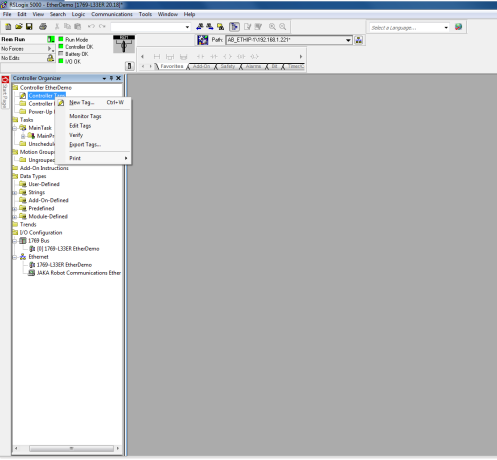 RSLogix 5000 - EtherDemo [1769-L33ER 20.18]*
File Edit View Search Logic Communications Tools Window Help
Select a Language...
Rem Run
Run Mode
No Forces
Controller OK
Battery OK
No Edits
I/O OK
Path: AB_ETHIP-1\192.168.1.221*
Favorites Add-On Safety Alarms Bit
Controller Organizer
Start Page
Controller EtherDemo
Controller Tags
Controller
Power-Up
Tasks
MainTask
Unschedul
Motion Groups
Ungrouped
Add-On Instructions
Data Types
User-Defined
Strings
Add-On-Defined
Predefined
Module-Defined
Trends
I/O Configuration
1769 Bus
[0] 1769-L33ER EtherDemo
Ethernet
1769-L33ER EtherDemo
JAKA Robot Communications Ether
New Tag... Ctrl+W
Monitor Tags
Edit Tags
Verify
Export Tags...
Print